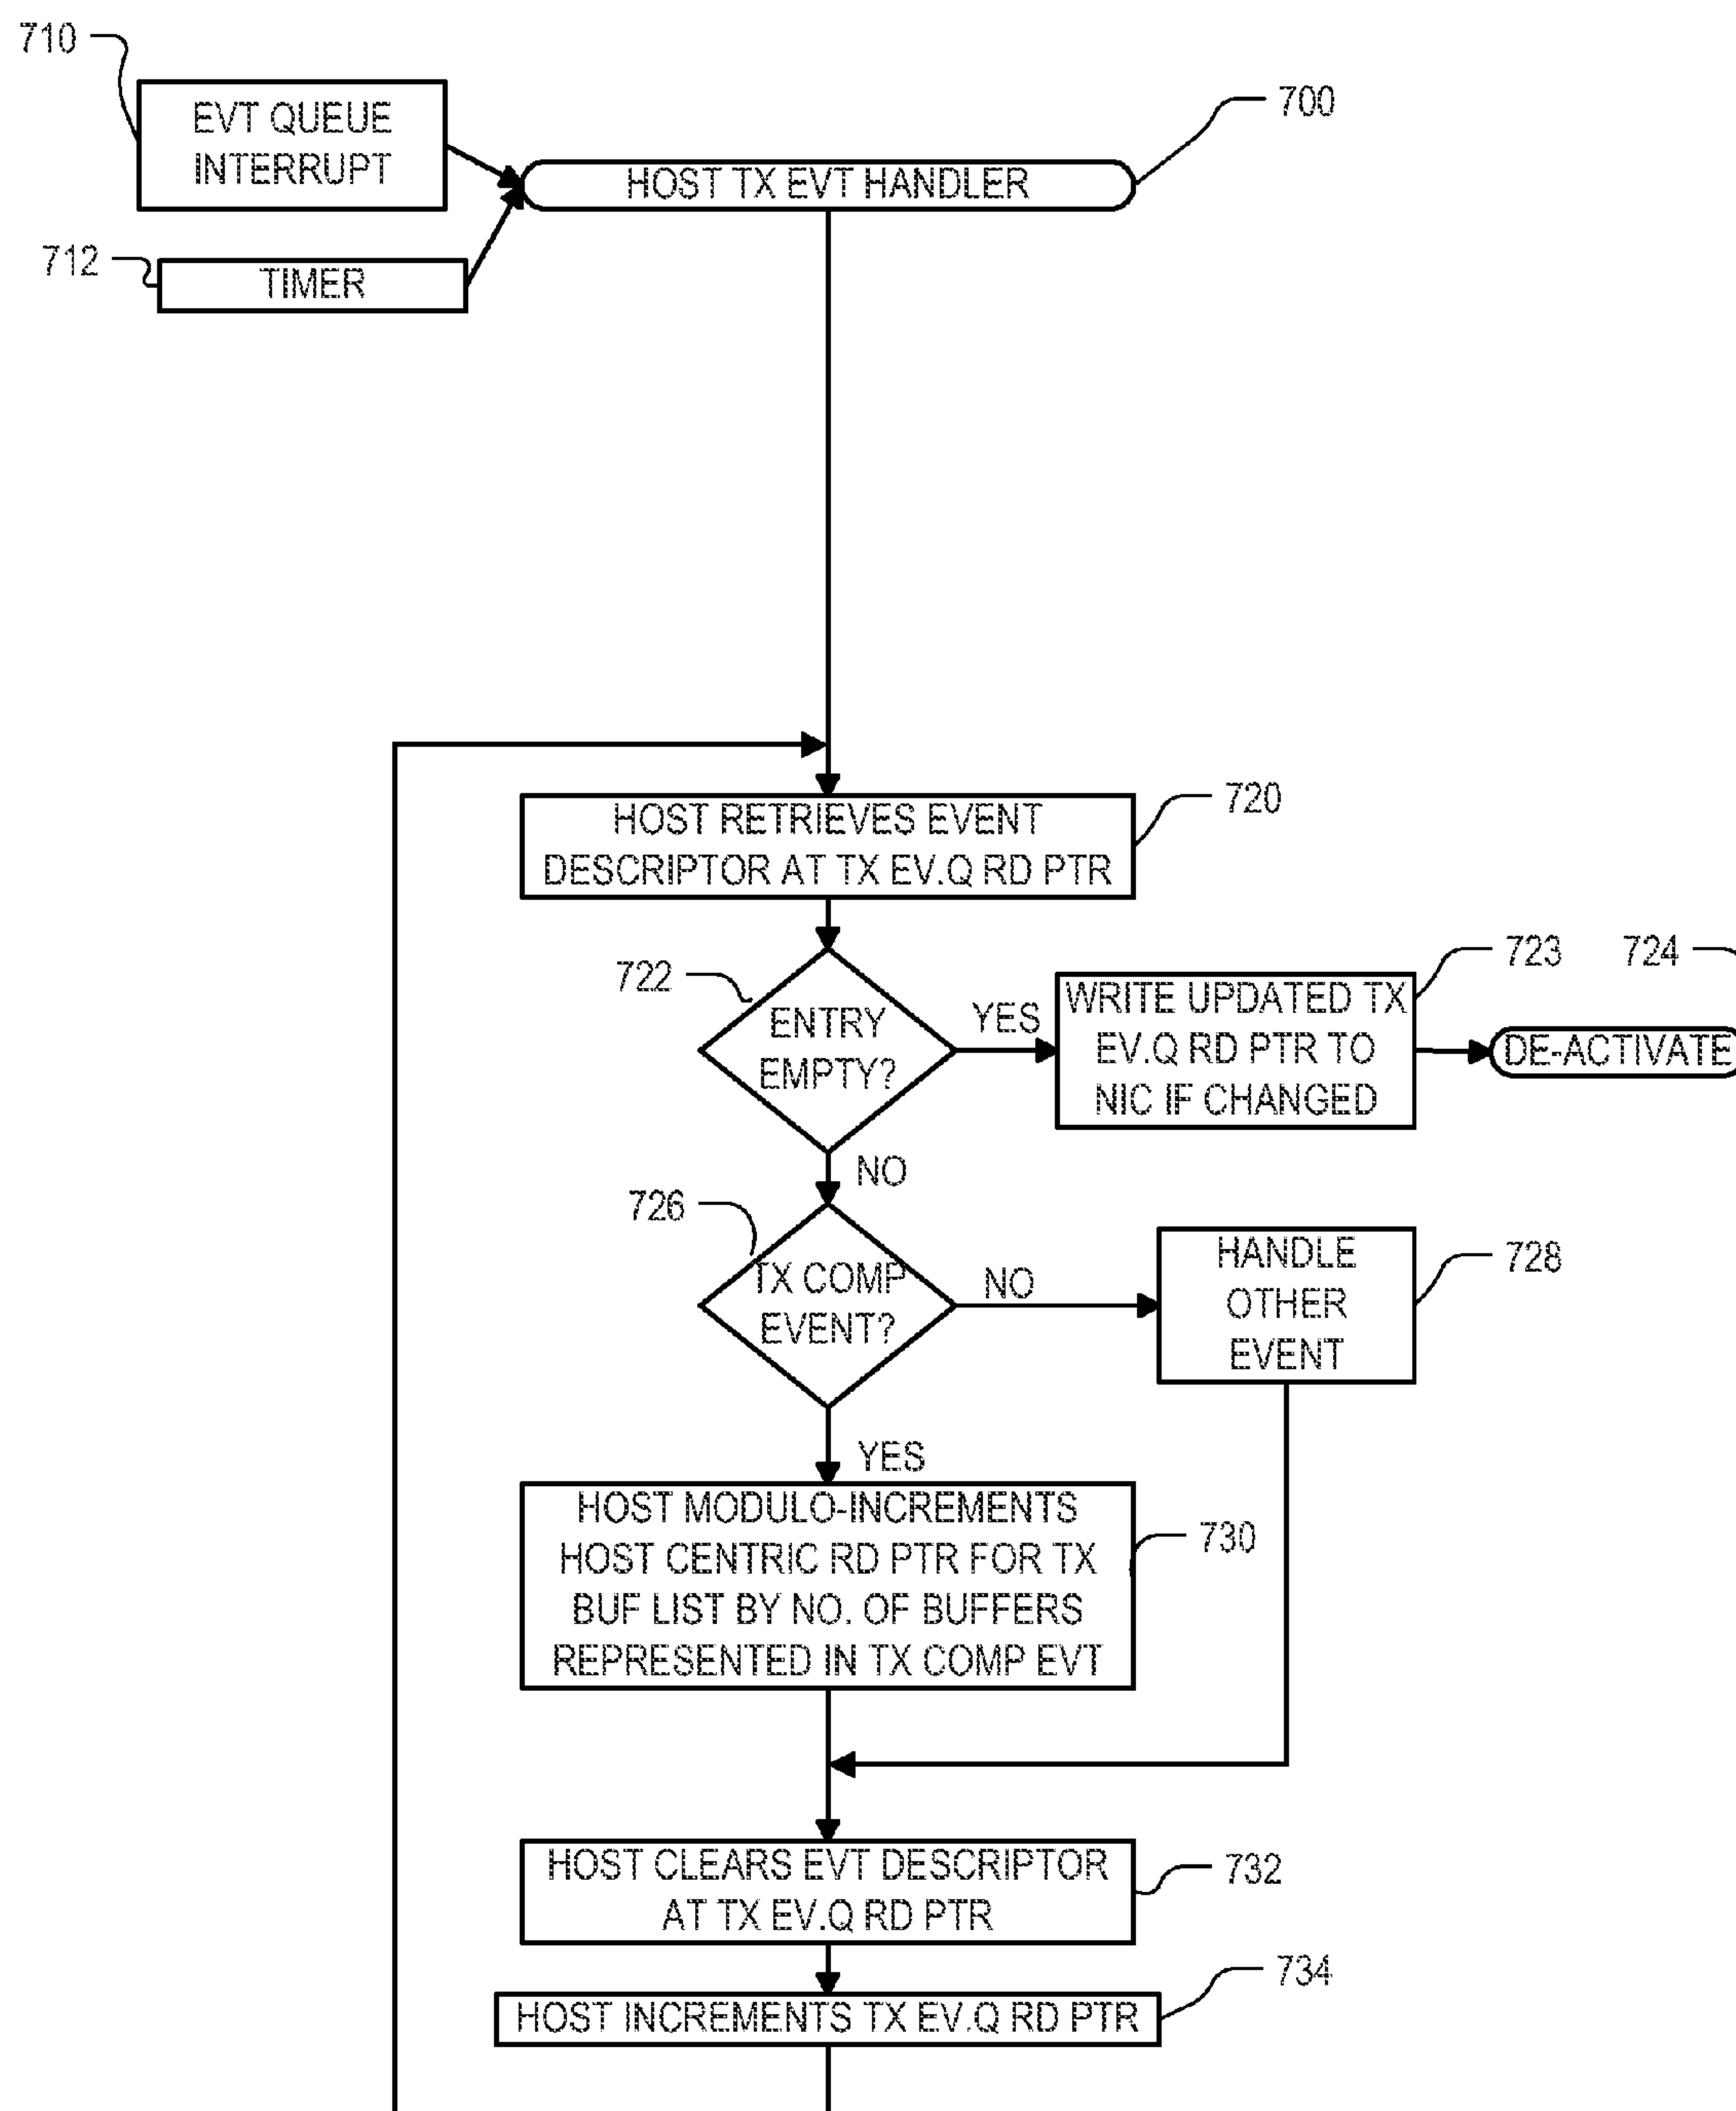 710
EVT QUEUE
INTERRUPT
700
HOST TX EVT HANDLER
712
TIMER
720
HOST RETRIEVES EVENT
DESCRIPTOR AT TX EV.Q RD PTR
722
ENTRY
EMPTY?
YES
723
WRITE UPDATED TX
EV.Q RD PTR TO
NIC IF CHANGED
724
DE-ACTIVATE
NO
726
TX COMP
EVENT?
NO
728
HANDLE
OTHER
EVENT
YES
HOST MODULO-INCREMENTS
HOST CENTRIC RD PTR FOR TX
BUF LIST BY NO. OF BUFFERS
REPRESENTED IN TX COMP EVT
730
HOST CLEARS EVT DESCRIPTOR
AT TX EV.Q RD PTR
732
734
HOST INCREMENTS TX EV.Q RD PTR